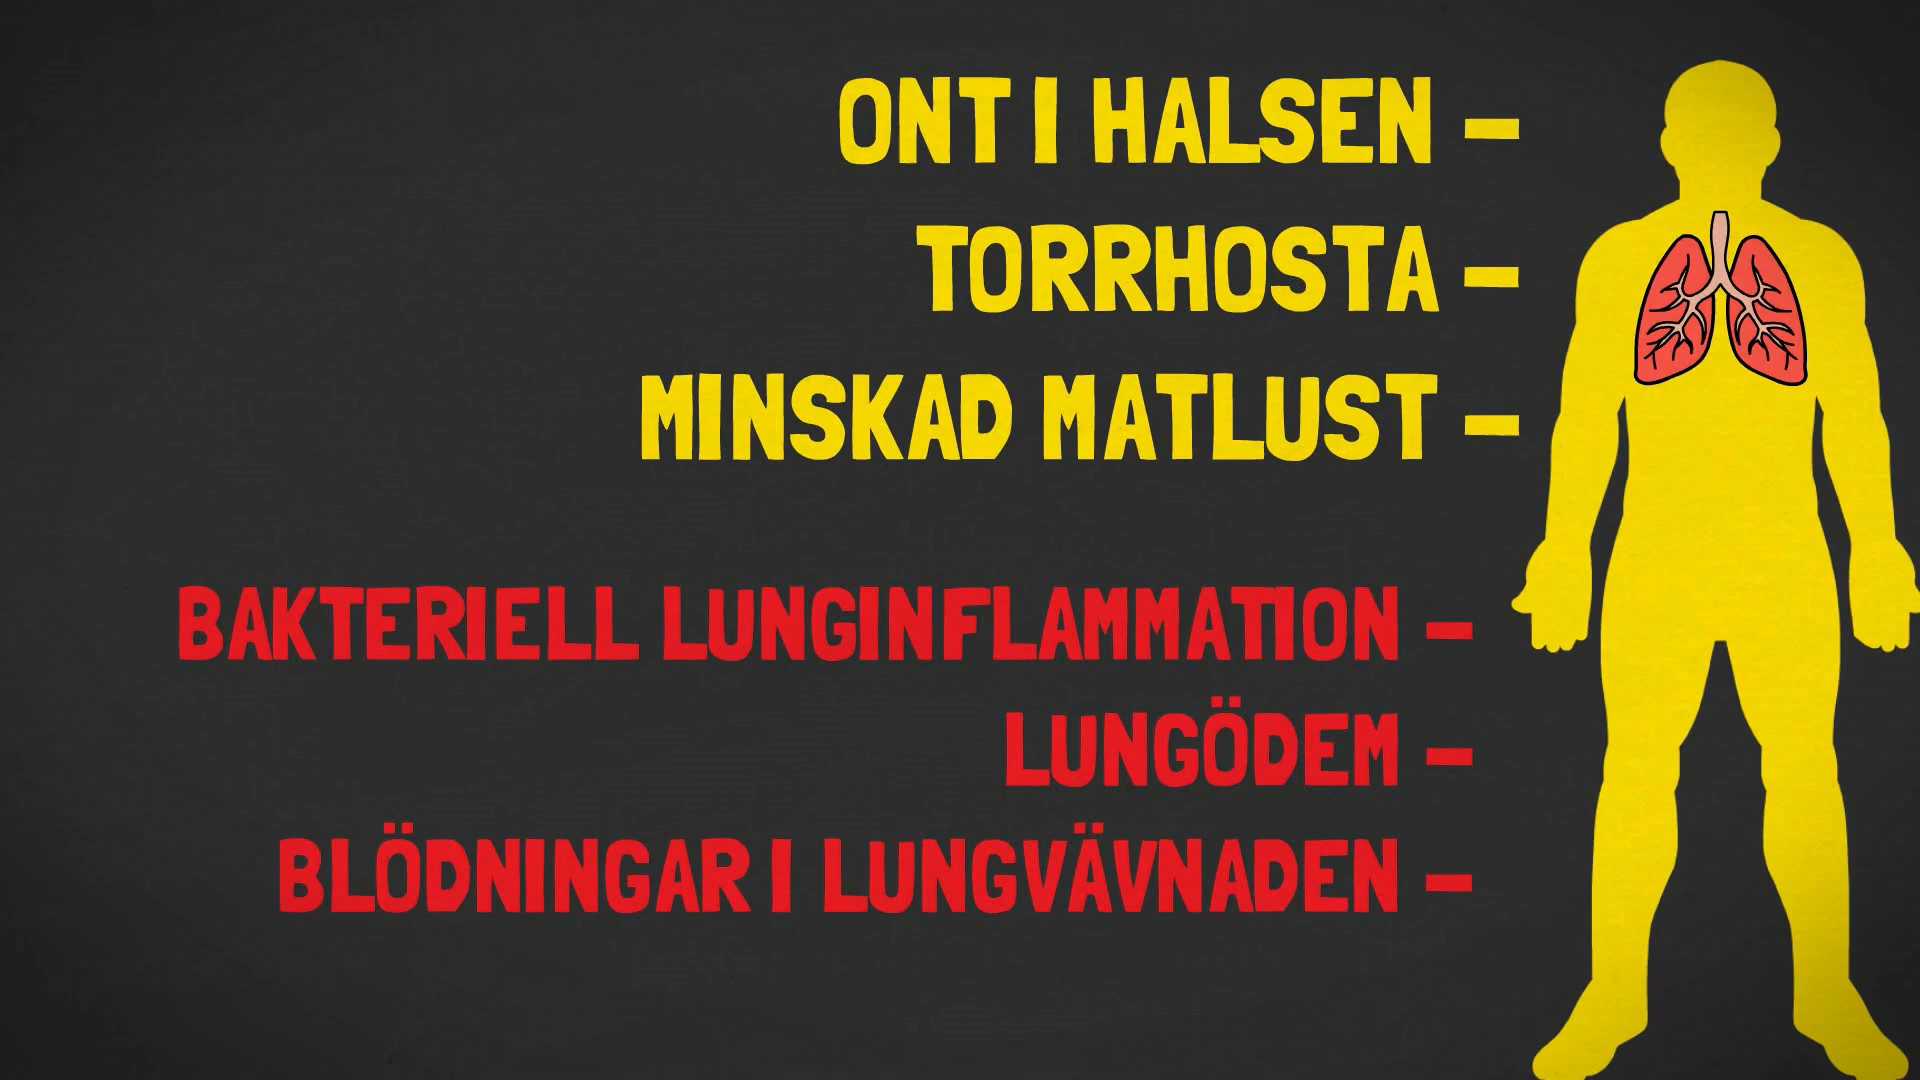 ONT I HALSEN -
TORRHOSTA -
MINSKAD MATLUST -
BAKTERIELL LUNGINFLAMMATION -
LUNGÖDEM -
BLÖDNINGAR I LUNGVÄVNADEN -